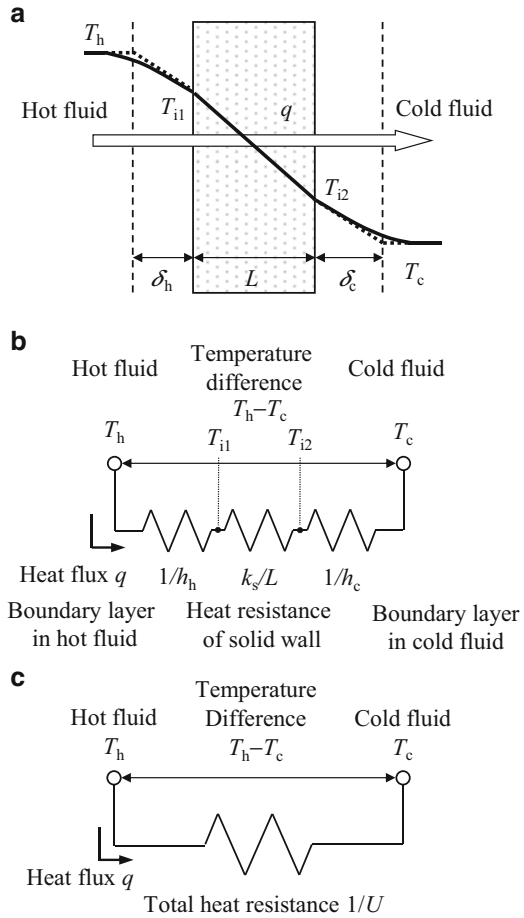 a
T_h
Hot fluid
T_i1
q
Cold fluid
T_i2
T_c
δ_h
L
δ_c
b
Hot fluid
Temperature
difference
Cold fluid
T_h–T_c
T_h
T_i1
T_i2
T_c
Heat flux q
1/h_h
k_s/L
1/h_c
Boundary layer
in hot fluid
Heat resistance
of solid wall
Boundary layer
in cold fluid
c
Temperature
Hot fluid
Difference
Cold fluid
T_h
T_h–T_c
T_c
Heat flux q
Total heat resistance 1/U